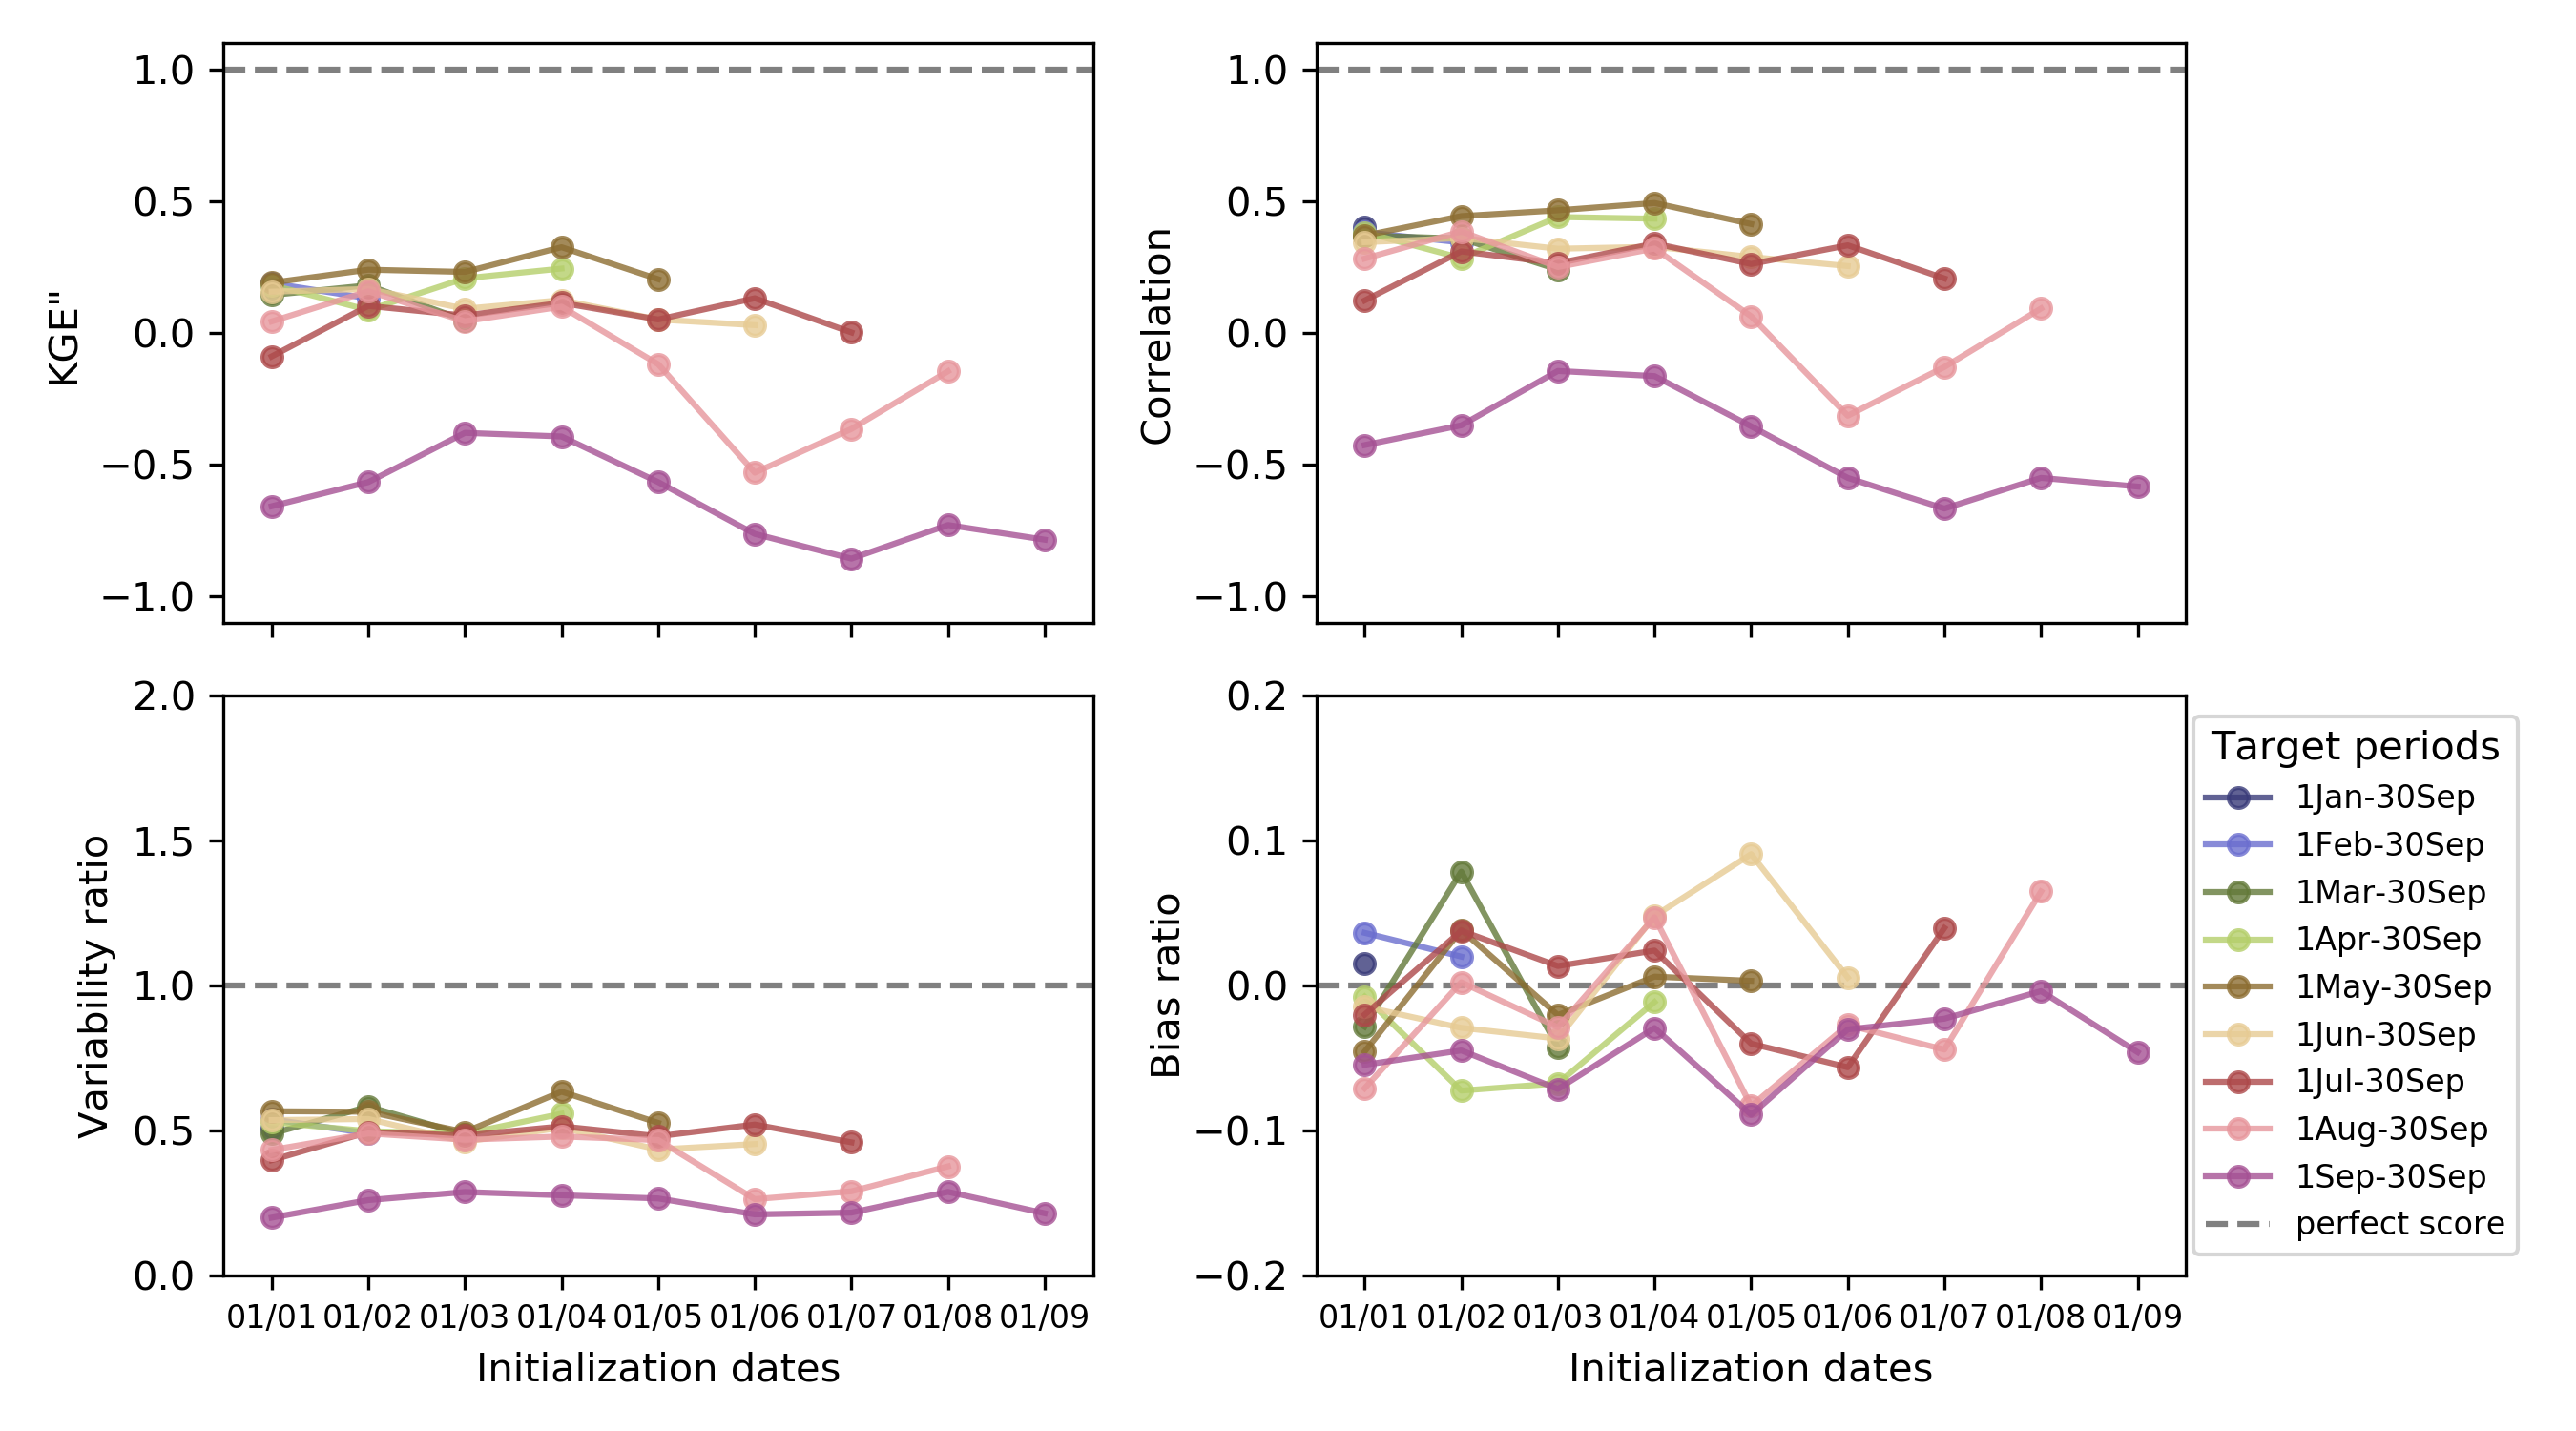 1.0
0.5
0.0
−0.5
−1.0
KGE"
1.0
0.5
0.0
−0.5
−1.0
Correlation
2.0
1.5
1.0
0.5
0.0
Variability ratio
01/01 01/02 01/03 01/04 01/05 01/06 01/07 01/08 01/09
Initialization dates
0.2
0.1
0.0
−0.1
−0.2
Bias ratio
01/01 01/02 01/03 01/04 01/05 01/06 01/07 01/08 01/09
Initialization dates
Target periods
1Jan-30Sep
1Feb-30Sep
1Mar-30Sep
1Apr-30Sep
1May-30Sep
1Jun-30Sep
1Jul-30Sep
1Aug-30Sep
1Sep-30Sep
perfect score